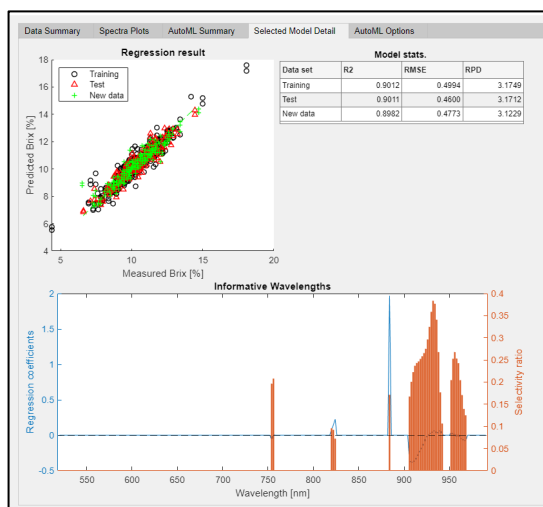 Data Summary Spectra Plots AutoML Summary Selected Model Detail AutoML Options
Regression result
18
16
14
12
10
8
6
4
5 10 15 20
Predicted Brix [%]
Measured Brix [%]
Training
Test
New data
Model stats.
Data set R2 RMSE RPD
Training 0.9012 0.4994 3.1749
Test 0.9011 0.4600 3.1712
New data 0.8982 0.4773 3.1229
Informative Wavelengths
2
1.5
1
0.5
0
-0.5
Regression coefficients
0.4
0.35
0.3
0.25
0.2
0.15
0.1
0.05
0
Selectivity ratio
550 600 650 700 750 800 850 900 950
Wavelength [nm]